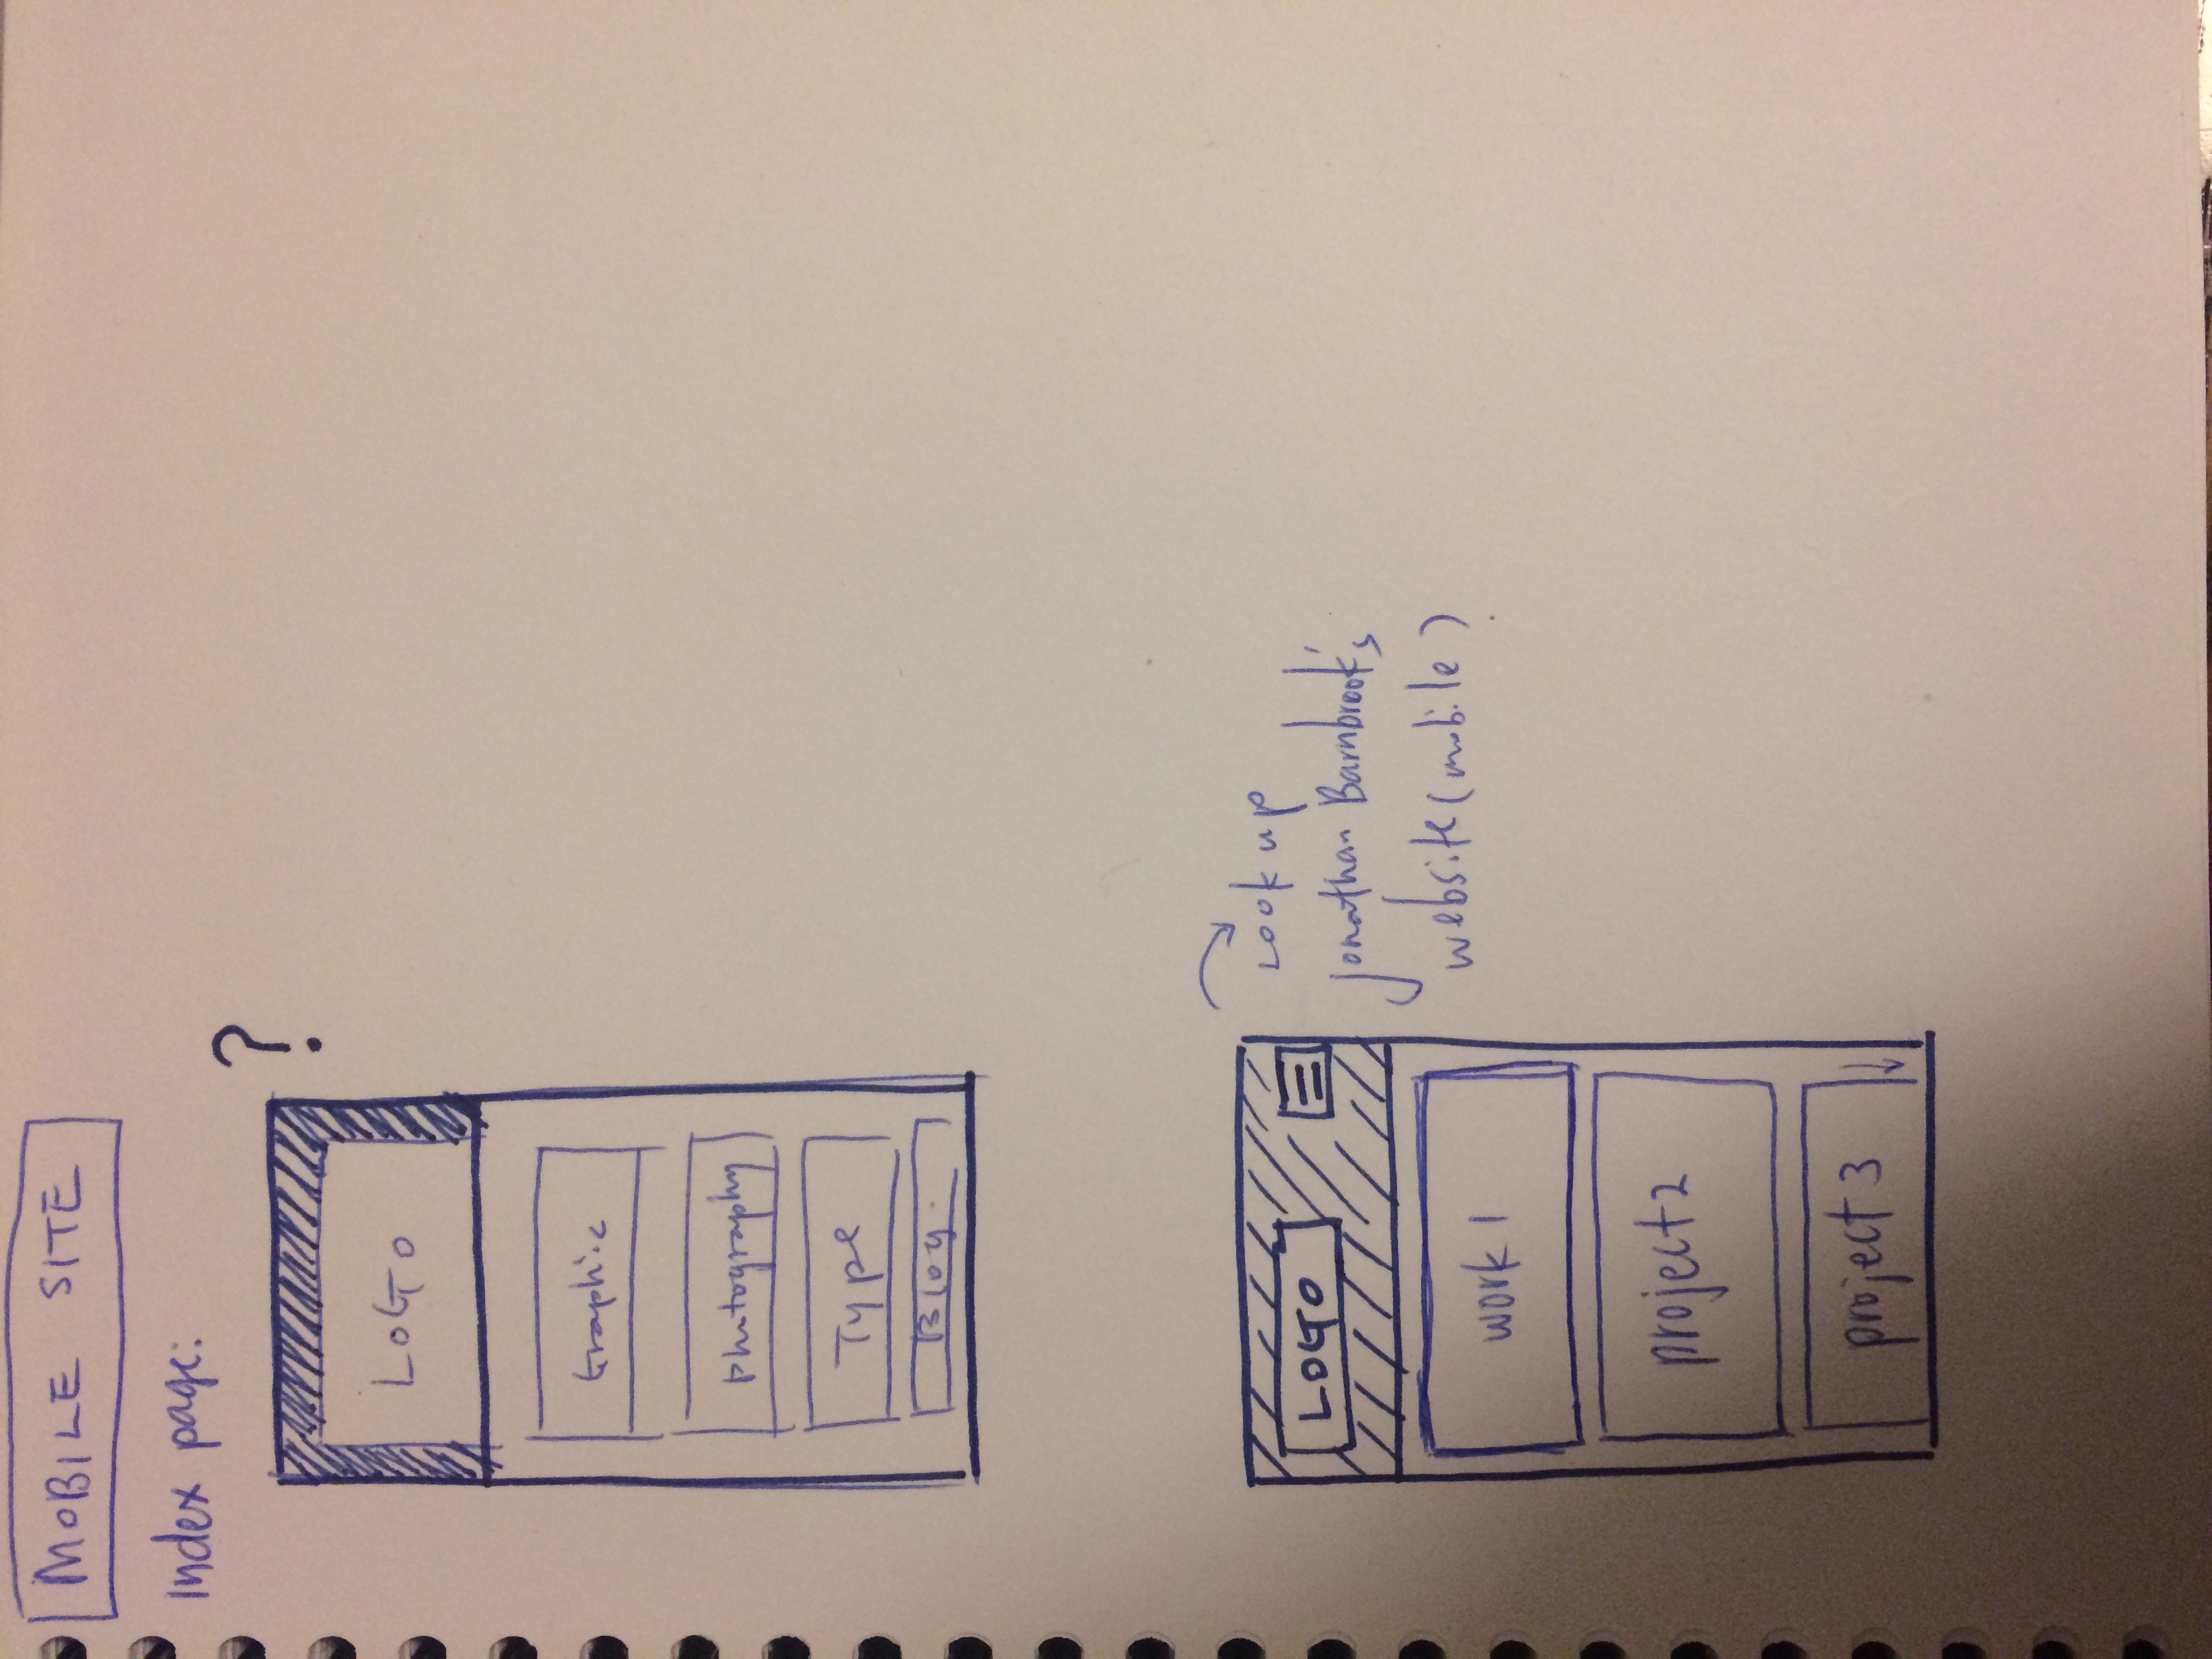 MOBILE SITE
Index page:
?
LOGO
Graphic
Photography
Type
Blog.
LOGO
work 1
project 2
project 3
Look up
Jonathan Barnbrook's
website (mobile)